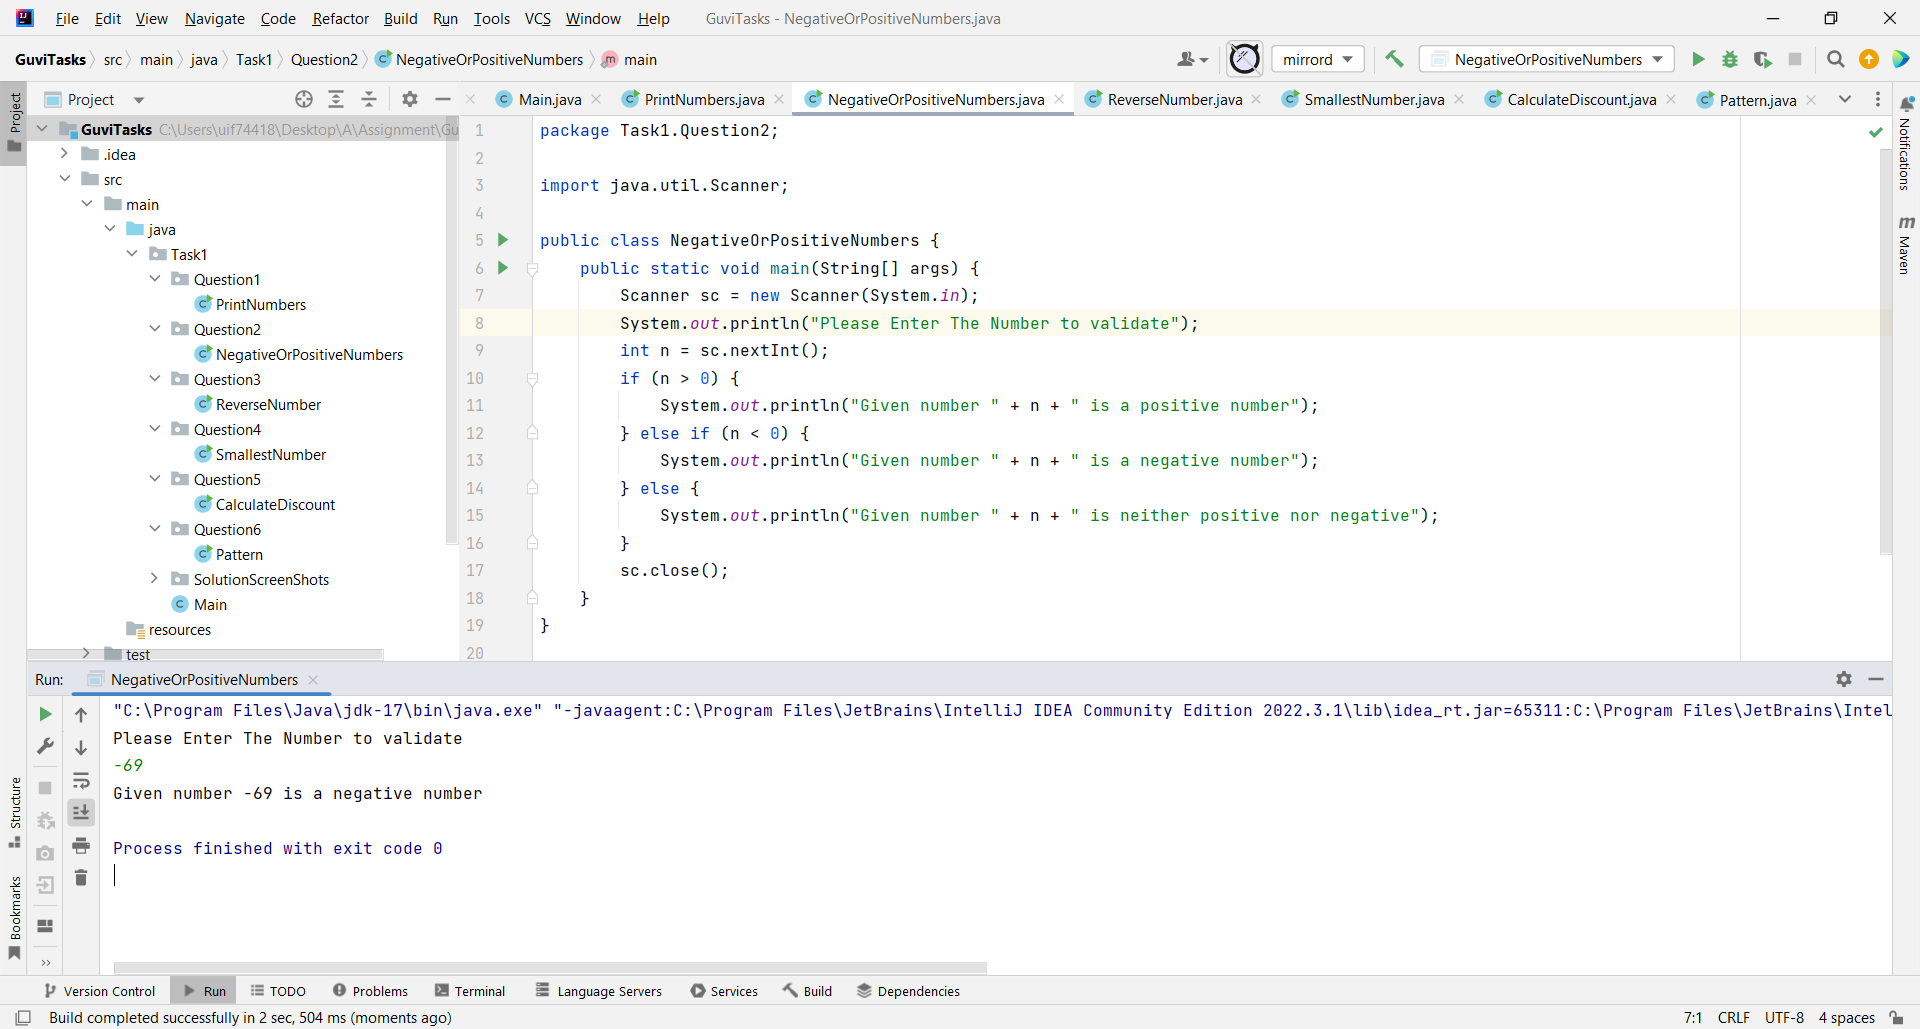 File Edit View Navigate Code Refactor Build Run Tools VCS Window Help GuviTasks - NegativeOrPositiveNumbers.java
GuviTasks src main java Task1 Question2 NegativeOrPositiveNumbers main mirrord NegativeOrPositiveNumbers
Project
Project
Main.java PrintNumbers.java NegativeOrPositiveNumbers.java ReverseNumber.java SmallestNumber.java CalculateDiscount.java Pattern.java
GuviTasks C:\Users\uif74418\Desktop\A\Assignment\Gu
.idea
src
main
java
Task1
Question1
PrintNumbers
Question2
NegativeOrPositiveNumbers
Question3
ReverseNumber
Question4
SmallestNumber
Question5
CalculateDiscount
Question6
Pattern
SolutionScreenShots
Main
resources
test
1 package Task1.Question2;
2
3 import java.util.Scanner;
4
5 public class NegativeOrPositiveNumbers {
6 public static void main(String[] args) {
7 Scanner sc = new Scanner(System.in);
8 System.out.println("Please Enter The Number to validate");
9 int n = sc.nextInt();
10 if (n > 0) {
11 System.out.println("Given number " + n + " is a positive number");
12 } else if (n < 0) {
13 System.out.println("Given number " + n + " is a negative number");
14 } else {
15 System.out.println("Given number " + n + " is neither positive nor negative");
16 }
17 sc.close();
18 }
19 }
20
Notifications
Maven
Run: NegativeOrPositiveNumbers
"C:\Program Files\Java\jdk-17\bin\java.exe" "-javaagent:C:\Program Files\JetBrains\IntelliJ IDEA Community Edition 2022.3.1\lib\idea_rt.jar=65311:C:\Program Files\JetBrains\Intel
Please Enter The Number to validate
-69
Given number -69 is a negative number
Process finished with exit code 0
Structure
Bookmarks
Version Control Run TODO Problems Terminal Language Servers Services Build Dependencies
Build completed successfully in 2 sec, 504 ms (moments ago) 7:1 CRLF UTF-8 4 spaces